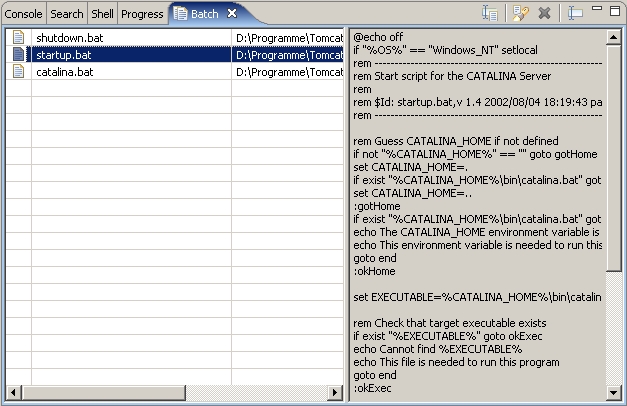 Console Search Shell Progress Batch
shutdown.bat D:\Programme\Tomcat
startup.bat D:\Programme\Tomcat
catalina.bat D:\Programme\Tomcat
@echo off
if "%OS%" == "Windows_NT" setlocal
rem ---------------------------------------------------------
rem Start script for the CATALINA Server
rem
rem $Id: startup.bat,v 1.4 2002/08/04 18:19:43 pa
rem ---------------------------------------------------------
rem Guess CATALINA_HOME if not defined
if not "%CATALINA_HOME%" == "" goto gotHome
set CATALINA_HOME=.
if exist "%CATALINA_HOME%\bin\catalina.bat" got
set CATALINA_HOME=..
:gotHome
if exist "%CATALINA_HOME%\bin\catalina.bat" got
echo The CATALINA_HOME environment variable is
echo This environment variable is needed to run this
goto end
:okHome
set EXECUTABLE=%CATALINA_HOME%\bin\catalin
rem Check that target executable exists
if exist "%EXECUTABLE%" goto okExec
echo Cannot find %EXECUTABLE%
echo This file is needed to run this program
goto end
:okExec